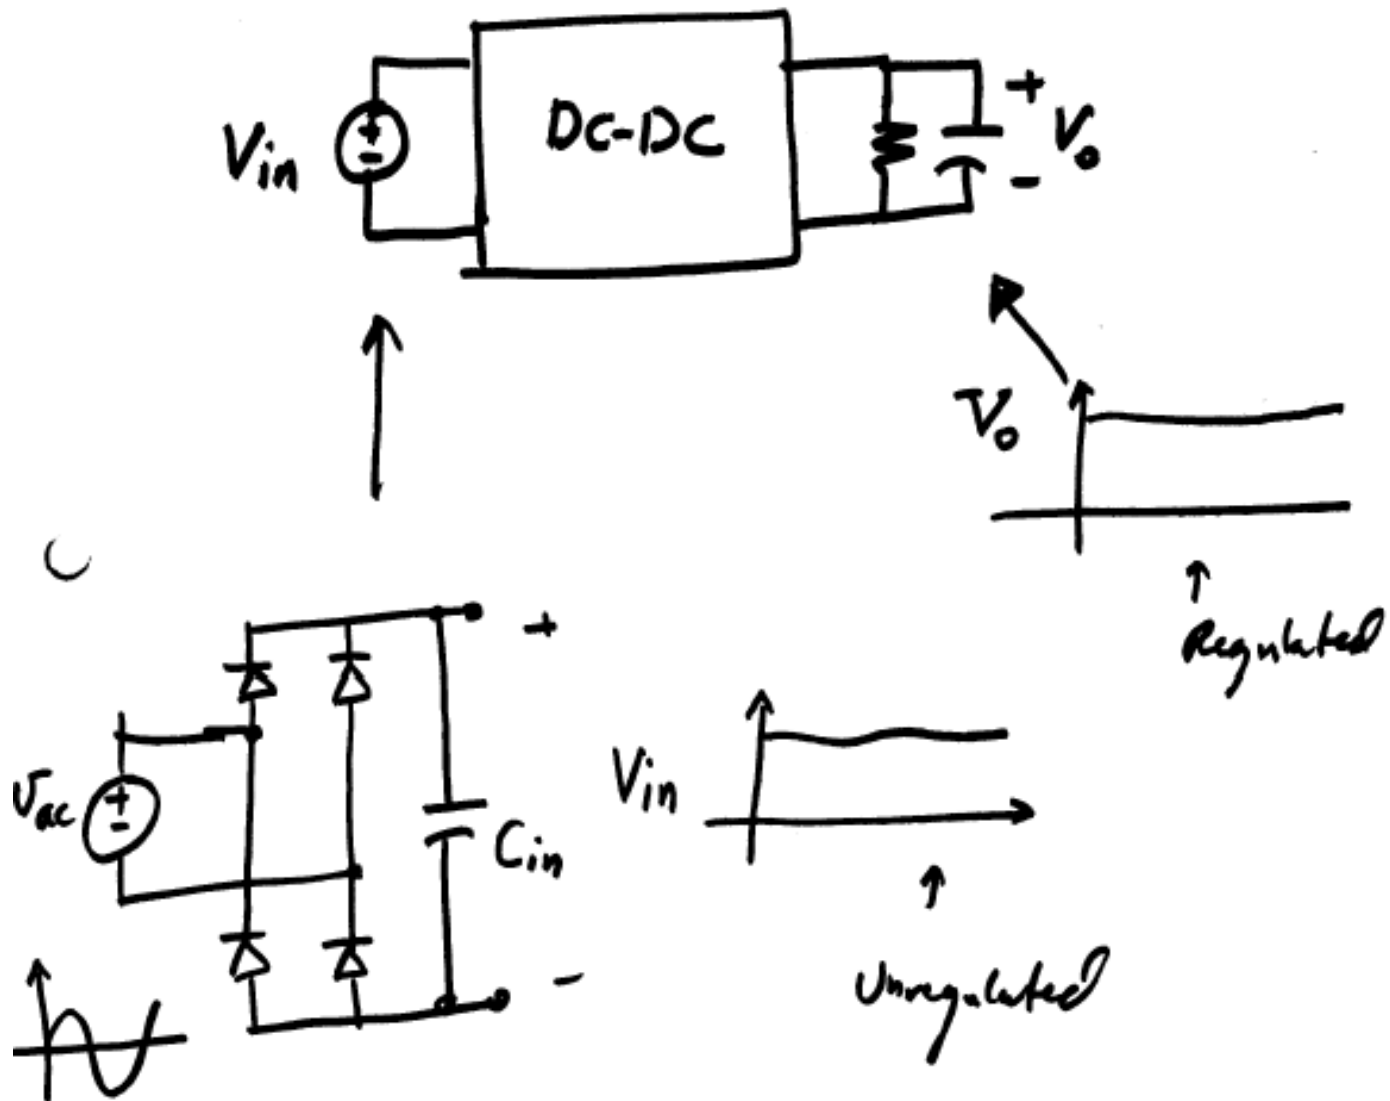 Vin
+
-
DC-DC
+
Vo
-
Vo
Regulated
+
vac
+
-
Cin
Vin
-
Unregulated